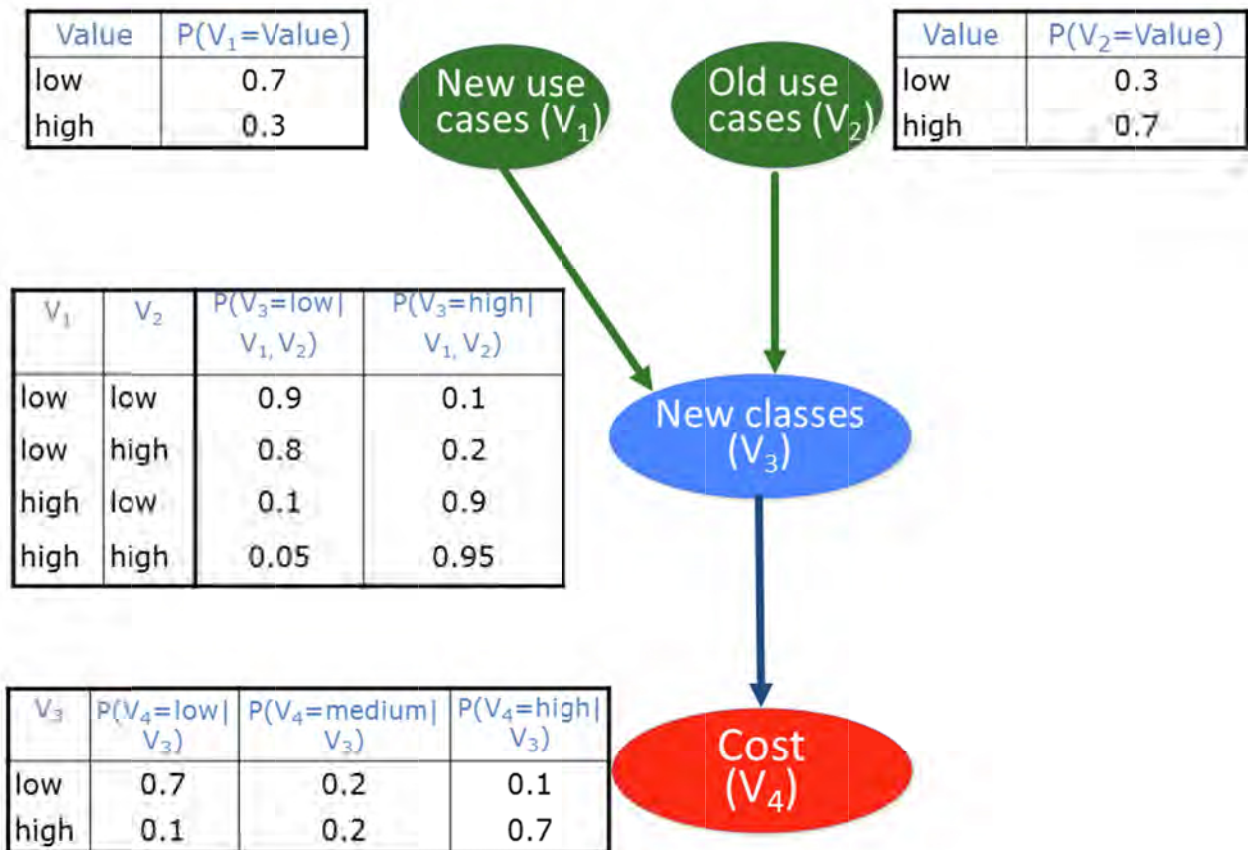 Value P(V₁=Value)
low 0.7
high 0.3
New use
cases (V₁)
Old use
cases (V₂)
Value P(V₂=Value)
low 0.3
high 0.7
V₁ V₂ P(V₃=low| P(V₃=high|
V₁, V₂) V₁, V₂)
low low 0.9 0.1
low high 0.8 0.2
high low 0.1 0.9
high high 0.05 0.95
New classes
(V₃)
V₃ P(V₄=low| P(V₄=medium| P(V₄=high|
V₃) V₃) V₃)
low 0.7 0.2 0.1
high 0.1 0.2 0.7
Cost
(V₄)